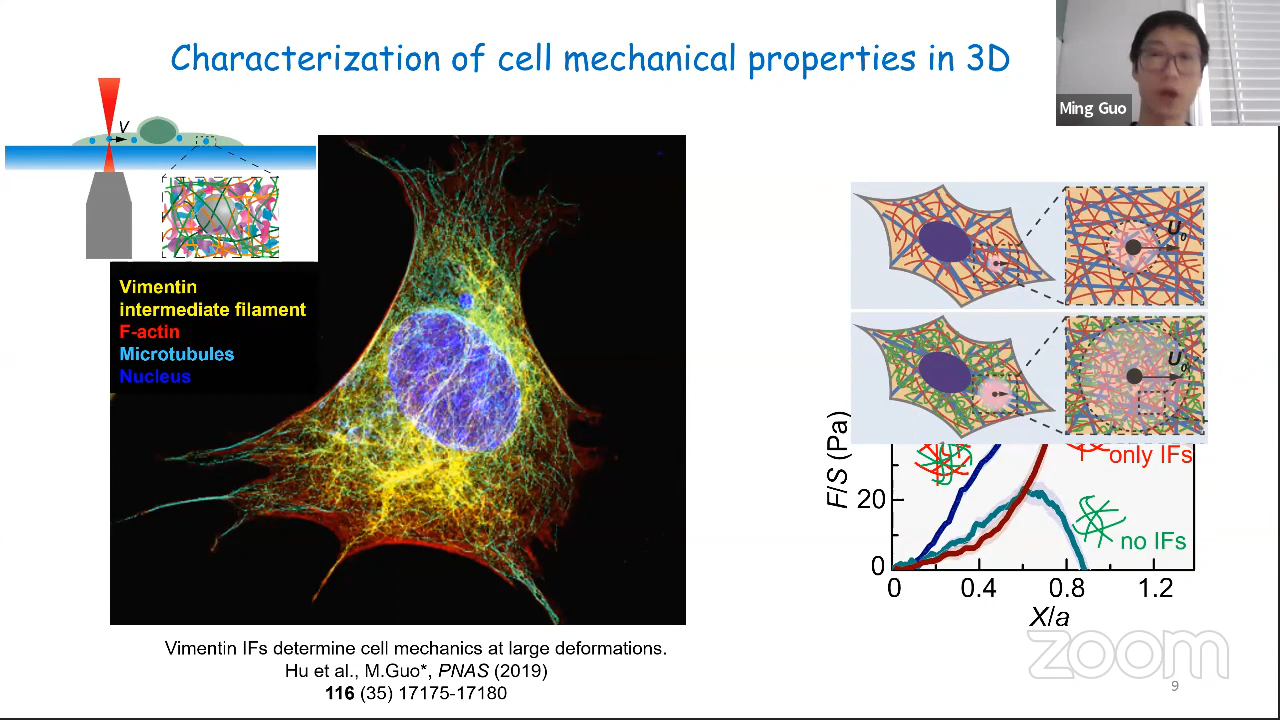 Characterization of cell mechanical properties in 3D
Ming Guo
V
Vimentin
intermediate filament
F-actin
Microtubules
Nucleus
U0
U0
F/S (Pa)
20
0
0
0.4
0.8
1.2
X/a
only IFs
no IFs
Vimentin IFs determine cell mechanics at large deformations.
Hu et al., M.Guo*, PNAS (2019)
116 (35) 17175-17180
zoom
9